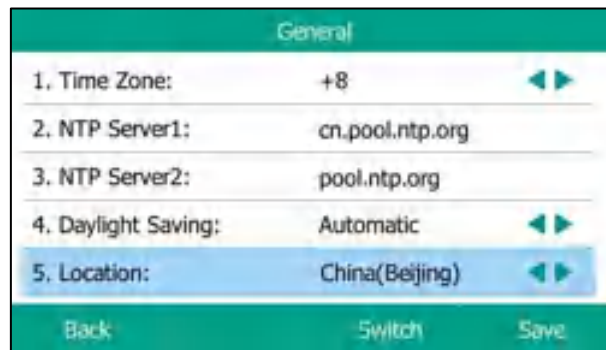 General
1. Time Zone: +8
2. NTP Server1: cn.pool.ntp.org
3. NTP Server2: pool.ntp.org
4. Daylight Saving: Automatic
5. Location: China(Beijing)
Back Switch Save